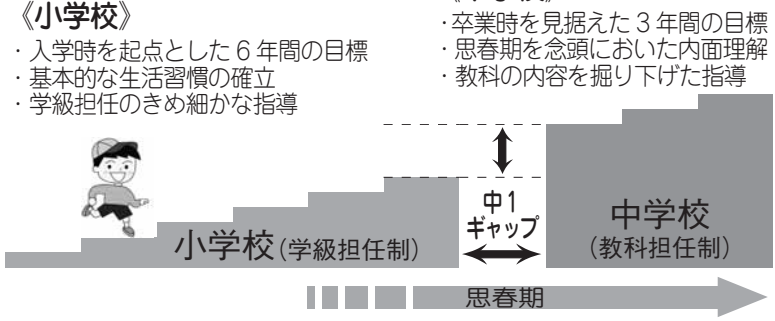 《小学校》
・入学時を起点とした6年間の目標
・基本的な生活習慣の確立
・学級担任のきめ細かな指導
・卒業時を見据えた3年間の目標
・思春期を念頭においた内面理解
・教科の内容を掘り下げた指導
中1
ギャップ
小学校(学級担任制)
中学校
(教科担任制)
思春期